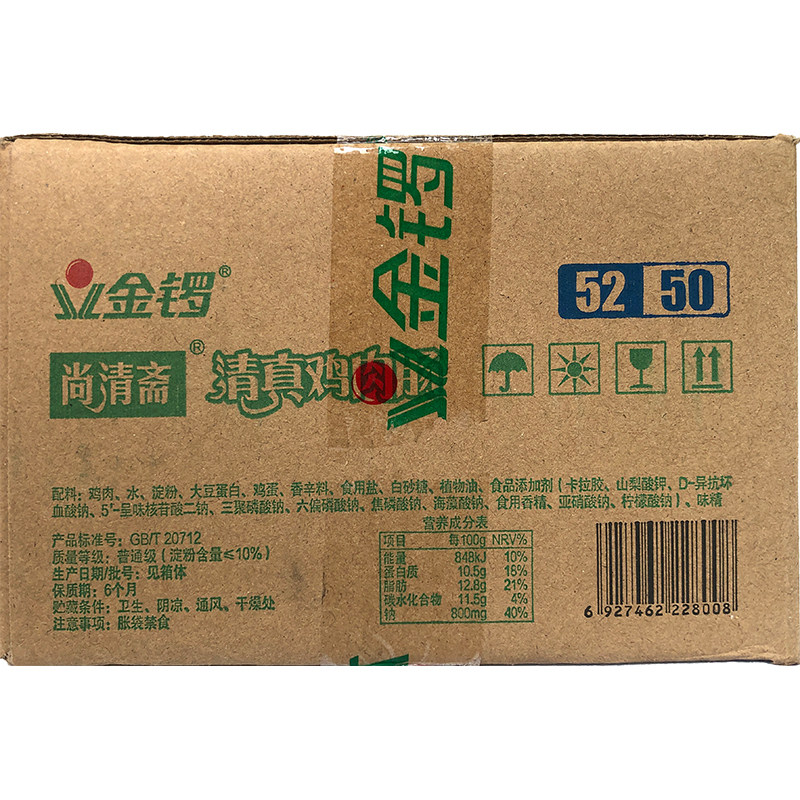 金锣®
52 50
金锣
尚清斋® 清真鸡肉肠
配料：鸡肉、水、淀粉、大豆蛋白、鸡蛋、香辛料、食用盐、白砂糖、植物油、食品添加剂（卡拉胶、山梨酸钾、D-异抗坏
血酸钠、5'-呈味核苷酸二钠、三聚磷酸钠、六偏磷酸钠、焦磷酸钠、海藻酸钠、食用香精、亚硝酸钠、柠檬酸钠）、味精
产品标准号：GB/T 20712
质量等级：普通级（淀粉含量≤10%）
生产日期/批号：见箱体
保质期：6个月
贮藏条件：卫生、阴凉、通风、干燥处
注意事项：胀袋禁食
营养成分表
项目 每100g NRV%
能量 848kJ 10%
蛋白质 10.5g 18%
脂肪 12.8g 21%
碳水化合物 11.5g 4%
钠 800mg 40%
6 927462 228008